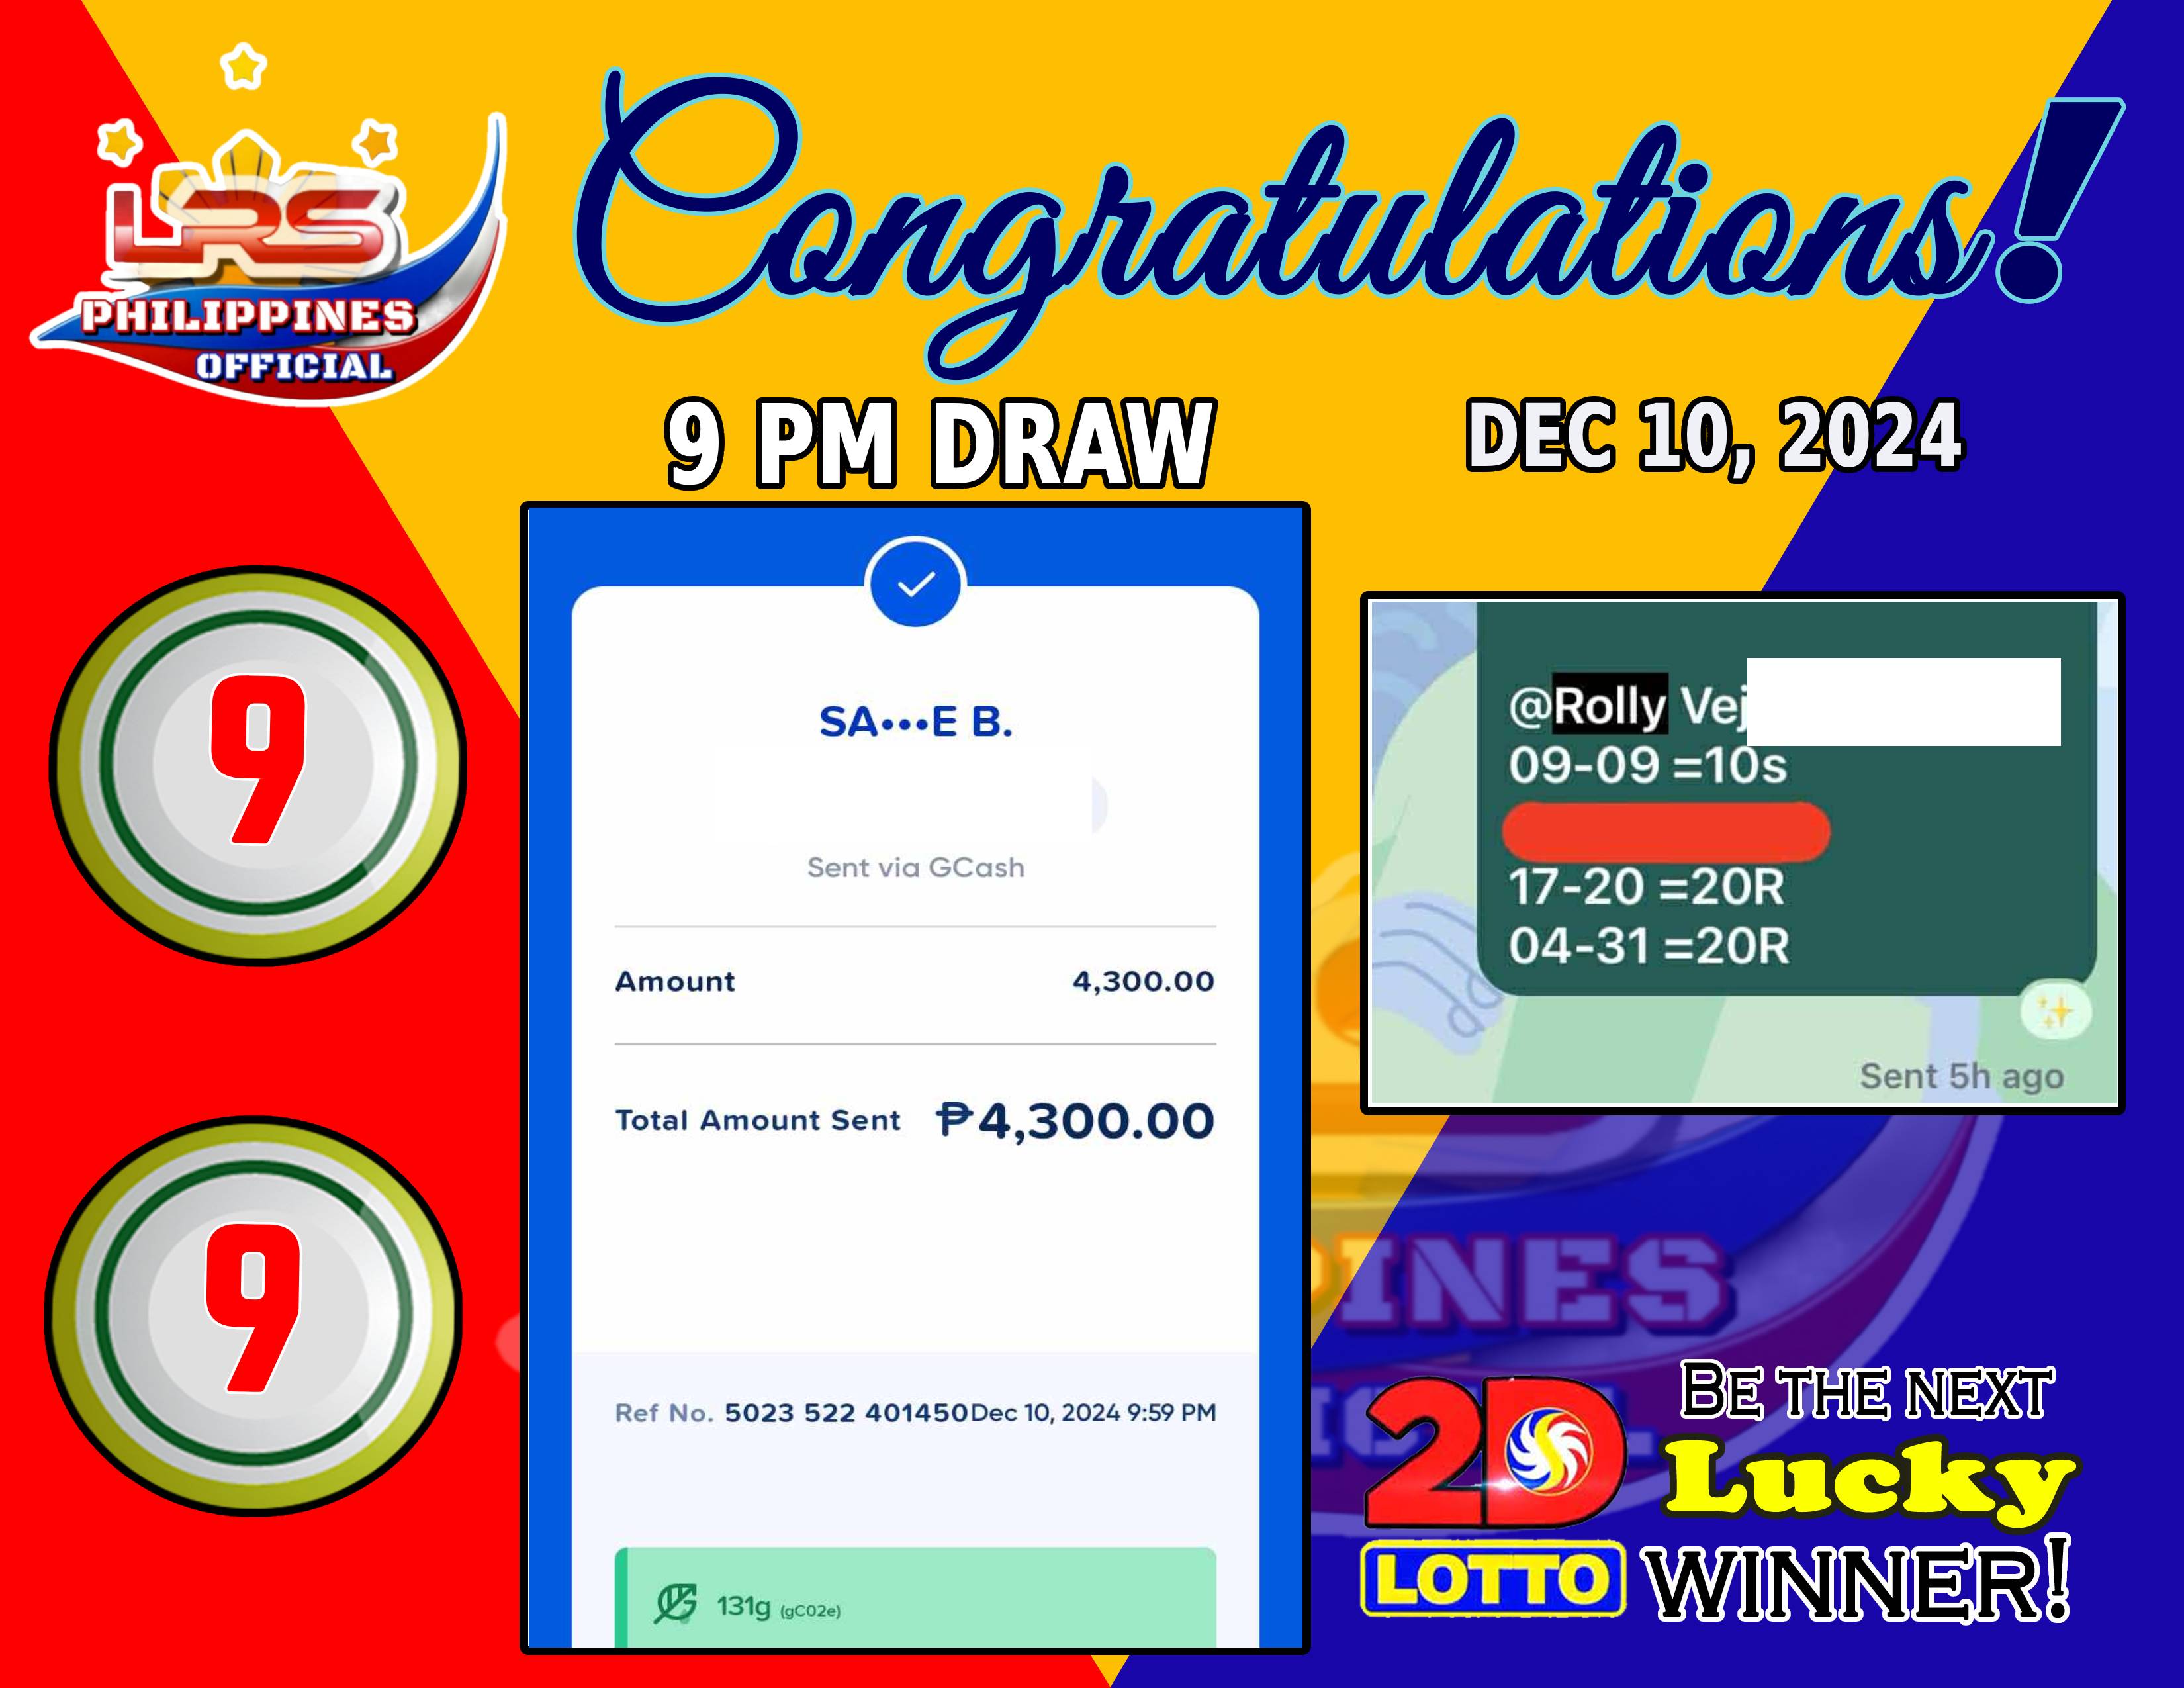 LRS
PHILIPPINES
OFFICIAL
Congratulations!
9 PM DRAW
DEC 10, 2024
9
9
SA•••E B.
Sent via GCash
Amount 4,300.00
Total Amount Sent ₱4,300.00
Ref No. 5023 522 401450 Dec 10, 2024 9:59 PM
131g (gCO2e)
@Rolly Vej
09-09 =10s
17-20 =20R
04-31 =20R
Sent 5h ago
PINES
2D
LOTTO
BE THE NEXT
Lucky
WINNER!